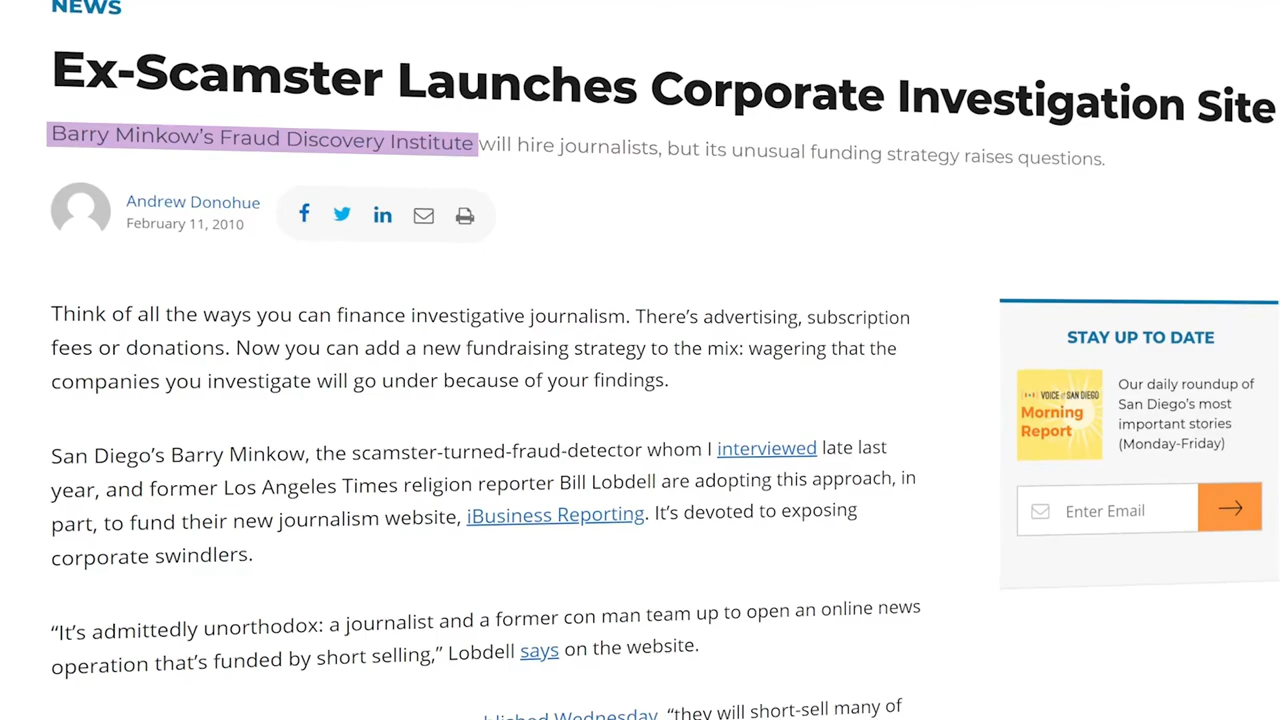 NEWS
Ex-Scamster Launches Corporate Investigation Site
Barry Minkow’s Fraud Discovery Institute will hire journalists, but its unusual funding strategy raises questions.
Andrew Donohue
February 11, 2010
Think of all the ways you can finance investigative journalism. There’s advertising, subscription
fees or donations. Now you can add a new fundraising strategy to the mix: wagering that the
companies you investigate will go under because of your findings.
San Diego’s Barry Minkow, the scamster-turned-fraud-detector whom I interviewed late last
year, and former Los Angeles Times religion reporter Bill Lobdell are adopting this approach, in
part, to fund their new journalism website, iBusiness Reporting. It’s devoted to exposing
corporate swindlers.
“It’s admittedly unorthodox: a journalist and a former con man team up to open an online news
operation that’s funded by short selling,” Lobdell says on the website.
Wednesday, “they will short-sell many of
STAY UP TO DATE
VOICE of SAN DIEGO
Morning
Report
Our daily roundup of
San Diego’s most
important stories
(Monday-Friday)
Enter Email